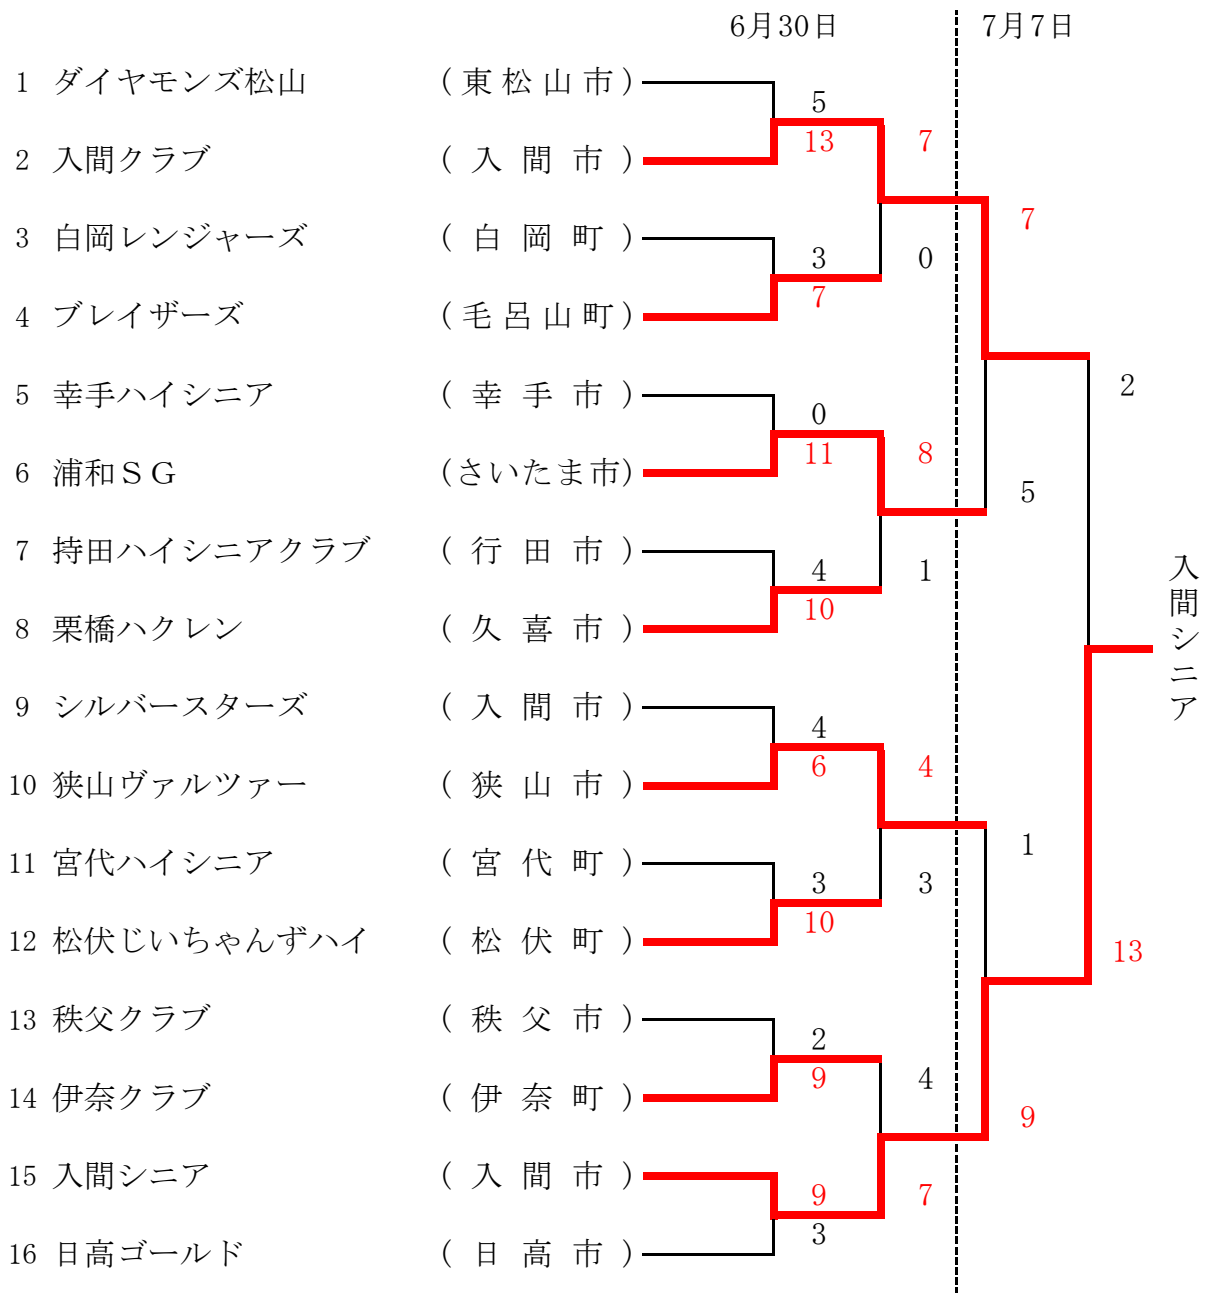 6月30日 7月7日
1 ダイヤモンズ松山 (東松山市)
5
13
7
2 入間クラブ (入間市)
7
3 白岡レンジャーズ (白岡町)
3
0
7
4 ブレイザーズ (毛呂山町)
2
5 幸手ハイシニア (幸手市)
0
11
8
6 浦和SG (さいたま市)
5
7 持田ハイシニアクラブ (行田市)
4
1
10
8 栗橋ハクレン (久喜市)
入間シニア
9 シルバースターズ (入間市)
4
6
4
10 狭山ヴァルツァー (狭山市)
1
11 宮代ハイシニア (宮代町)
3
3
10
12 松伏じいちゃんずハイ (松伏町)
13
13 秩父クラブ (秩父市)
2
9
4
14 伊奈クラブ (伊奈町)
9
15 入間シニア (入間市)
9
7
3
16 日高ゴールド (日高市)